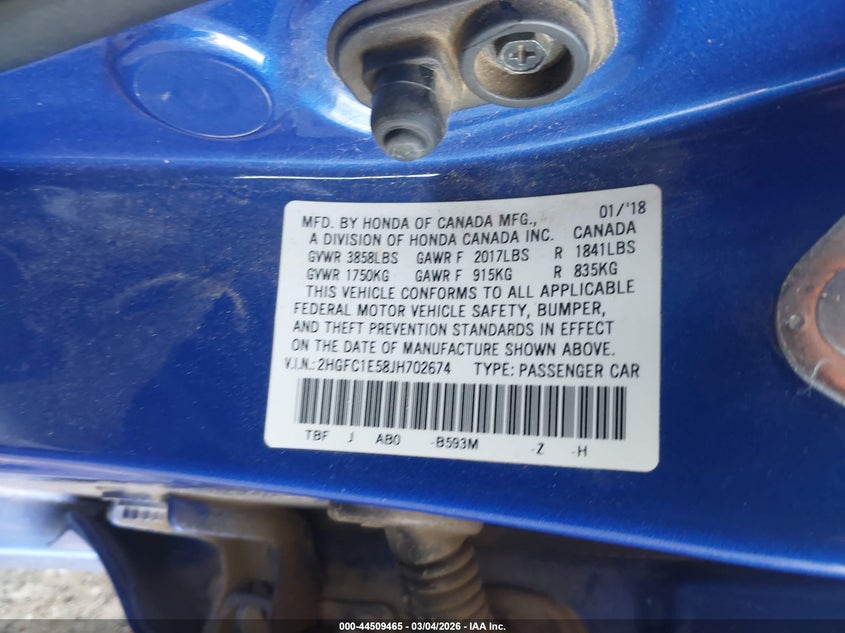 MFD. BY HONDA OF CANADA MFG., 01/'18
A DIVISION OF HONDA CANADA INC. CANADA
GVWR 3858LBS GAWR F 2017LBS R 1841LBS
GVWR 1750KG GAWR F 915KG R 835KG
THIS VEHICLE CONFORMS TO ALL APPLICABLE
FEDERAL MOTOR VEHICLE SAFETY, BUMPER,
AND THEFT PREVENTION STANDARDS IN EFFECT
ON THE DATE OF MANUFACTURE SHOWN ABOVE.
V.I.N.:2HGFC1E58JH702674 TYPE: PASSENGER CAR
TBF J AB0 -B593M -Z -H
000-44509465 - 03/04/2026 - IAA Inc.